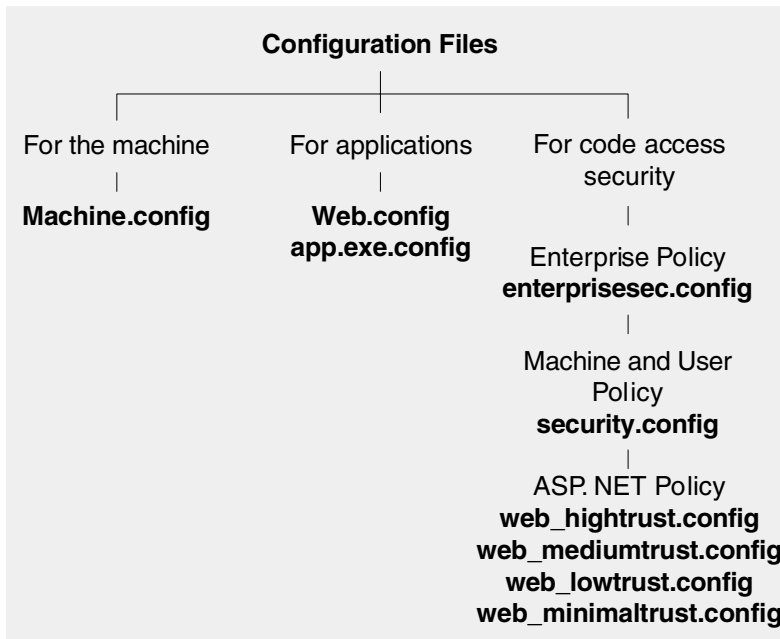 Configuration Files
For the machine
Machine.config
For applications
Web.config
app.exe.config
For code access
security
Enterprise Policy
enterprisesec.config
Machine and User
Policy
security.config
ASP. NET Policy
web_hightrust.config
web_mediumtrust.config
web_lowtrust.config
web_minimaltrust.config